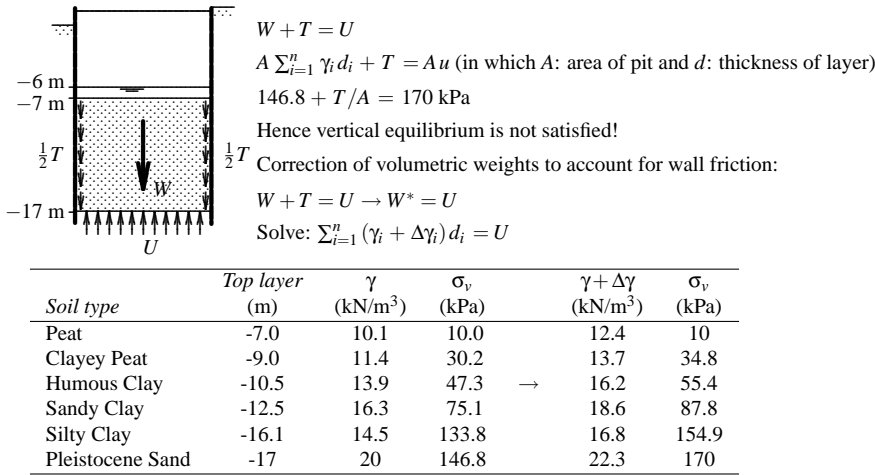 W + T = U
A ∑ⁿᵢ₌₁ γᵢ dᵢ + T = A u (in which A: area of pit and d: thickness of layer)
146.8 + T/A = 170 kPa
Hence vertical equilibrium is not satisfied!
Correction of volumetric weights to account for wall friction:
W + T = U → W* = U
Solve: ∑ⁿᵢ₌₁ (γᵢ + Δγᵢ) dᵢ = U
−6 m
−7 m
½ T
½ T
W
−17 m
U
Top layer γ σᵥ γ + Δγ σᵥ
Soil type (m) (kN/m³) (kPa) (kN/m³) (kPa)
Peat -7.0 10.1 10.0 12.4 10
Clayey Peat -9.0 11.4 30.2 13.7 34.8
Humous Clay -10.5 13.9 47.3 → 16.2 55.4
Sandy Clay -12.5 16.3 75.1 18.6 87.8
Silty Clay -16.1 14.5 133.8 16.8 154.9
Pleistocene Sand -17 20 146.8 22.3 170